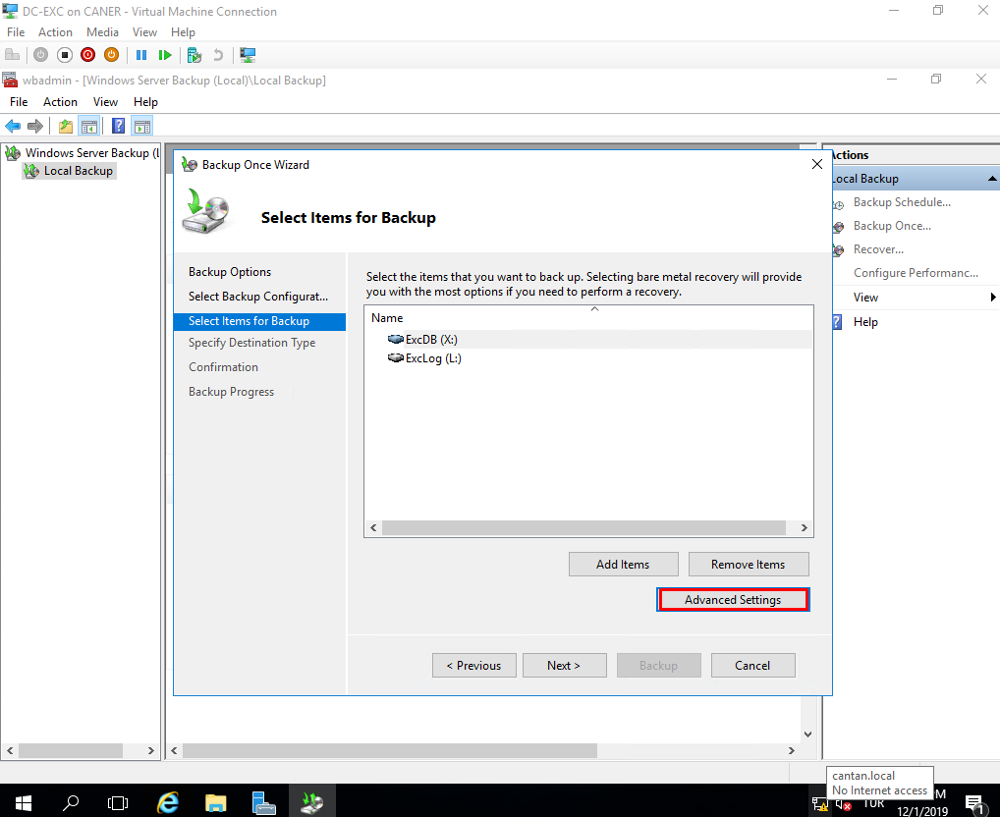 DC-EXC on CANER - Virtual Machine Connection
File Action Media View Help
wbadmin - [Windows Server Backup (Local)\Local Backup]
File Action View Help
Windows Server Backup (L
Local Backup
Backup Once Wizard
Select Items for Backup
Backup Options
Select Backup Configurat...
Select Items for Backup
Specify Destination Type
Confirmation
Backup Progress
Select the items that you want to back up. Selecting bare metal recovery will provide
you with the most options if you need to perform a recovery.
Name
ExcDB (X:)
ExcLog (L:)
Add Items Remove Items
Advanced Settings
< Previous Next > Backup Cancel
Actions
Local Backup
Backup Schedule...
Backup Once...
Recover...
Configure Performanc...
View
Help
cantan.local
No Internet access
TUR
M
12/1/2019
1